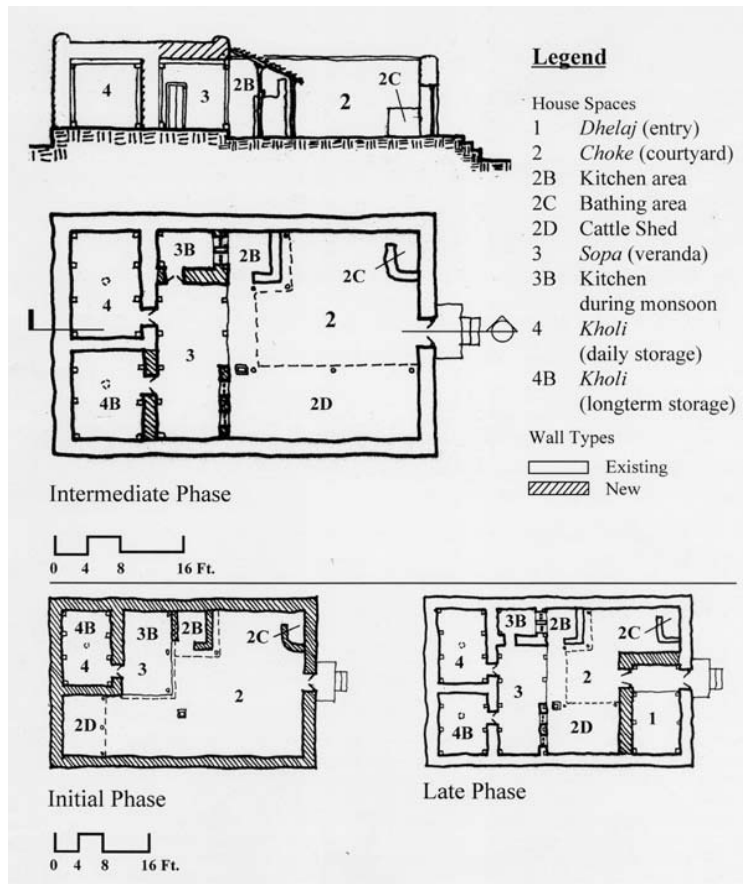 4
3
2B
2
2C
Legend
House Spaces
1 Dhelaj (entry)
2 Choke (courtyard)
2B Kitchen area
2C Bathing area
2D Cattle Shed
3 Sopa (veranda)
3B Kitchen
during monsoon
4 Kholi
(daily storage)
4B Kholi
(longterm storage)
Wall Types
Existing
New
3B
2B
2C
4
2
3
4B
2D
Intermediate Phase
0 4 8 16 Ft.
4B
3B
2B
2C
4
3
2
2D
Initial Phase
0 4 8 16 Ft.
3B
2B
2C
4
3
2
1
4B
2D
Late Phase